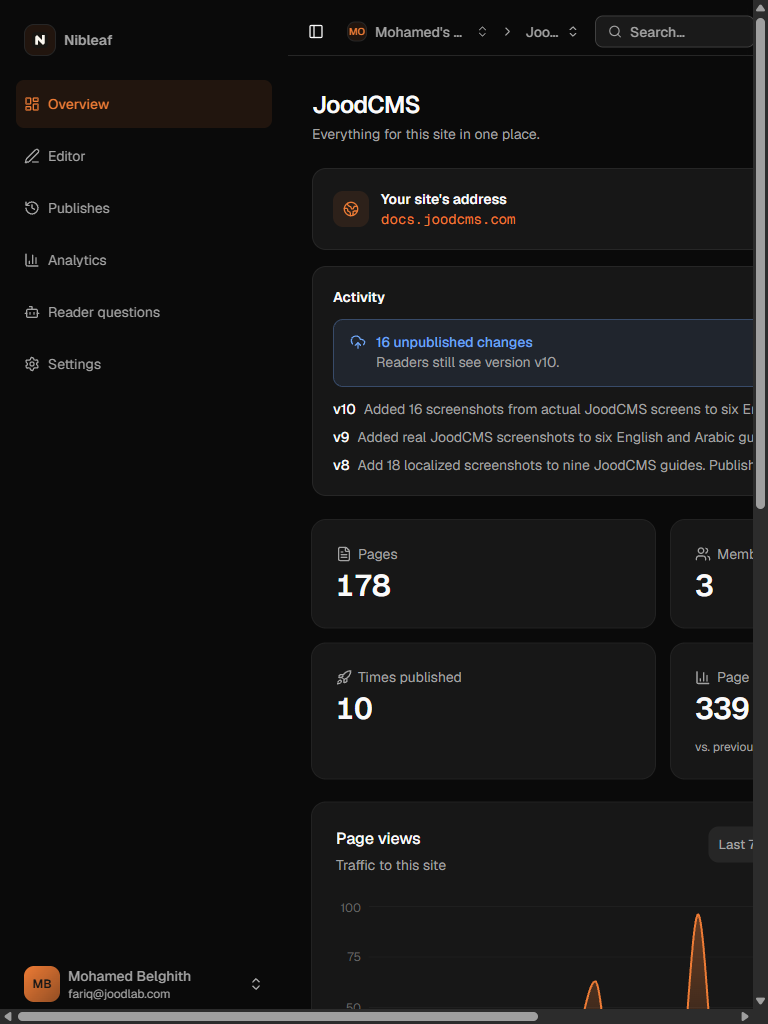 Nibleaf
Overview
Editor
Publishes
Analytics
Reader questions
Settings
MB
Mohamed Belghith
fariq@joodlab.com
MO Mohamed's ... Joo... Search...
JoodCMS
Everything for this site in one place.
Your site's address
docs.joodcms.com
Activity
16 unpublished changes
Readers still see version v10.
v10 Added 16 screenshots from actual JoodCMS screens to six
v9 Added real JoodCMS screenshots to six English and Arabic
v8 Add 18 localized screenshots to nine JoodCMS guides.
Pages
178
3
Times published
10
Page
339
vs.
Page views
Last 7
Traffic to this site
100
75
50